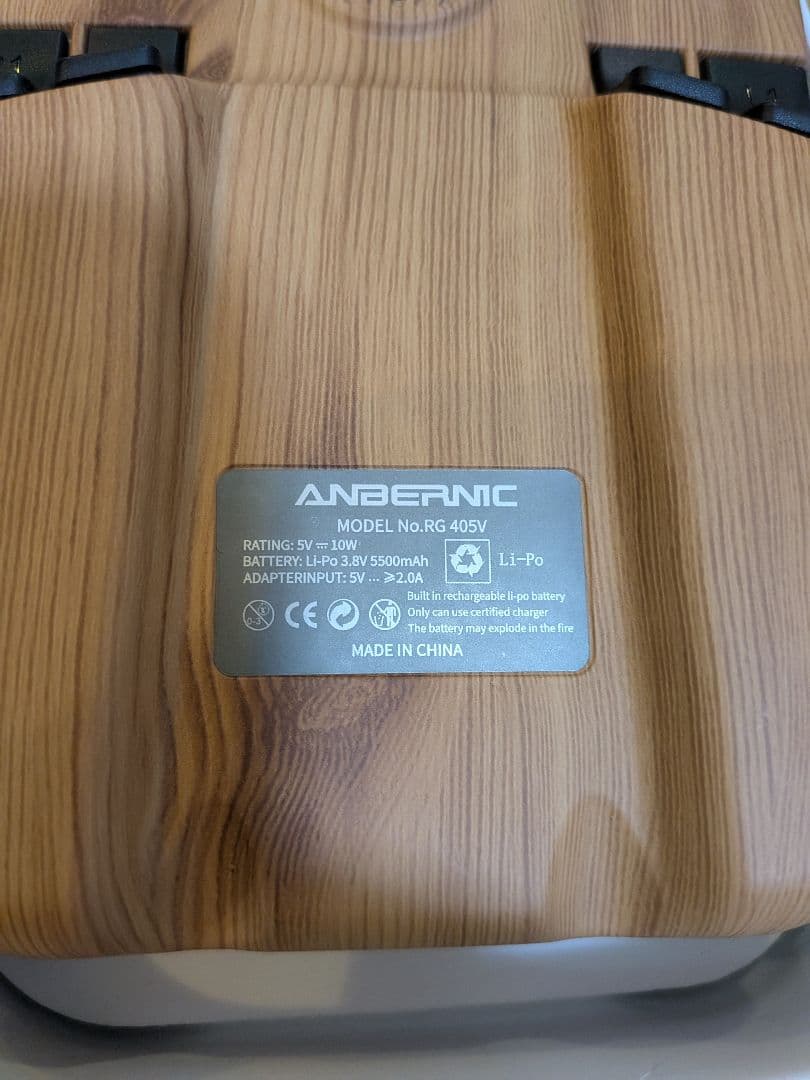 ANBERNIC
MODEL No.RG 405V
RATING: 5V ⎓ 10W
BATTERY: Li-Po 3.8V 5500mAh
ADAPTERINPUT: 5V ⎓ ≥2.0A
Li-Po
0-3
Built in rechargeable li-po battery
Only can use certified charger
The battery may explode in the fire
CE
MADE IN CHINA